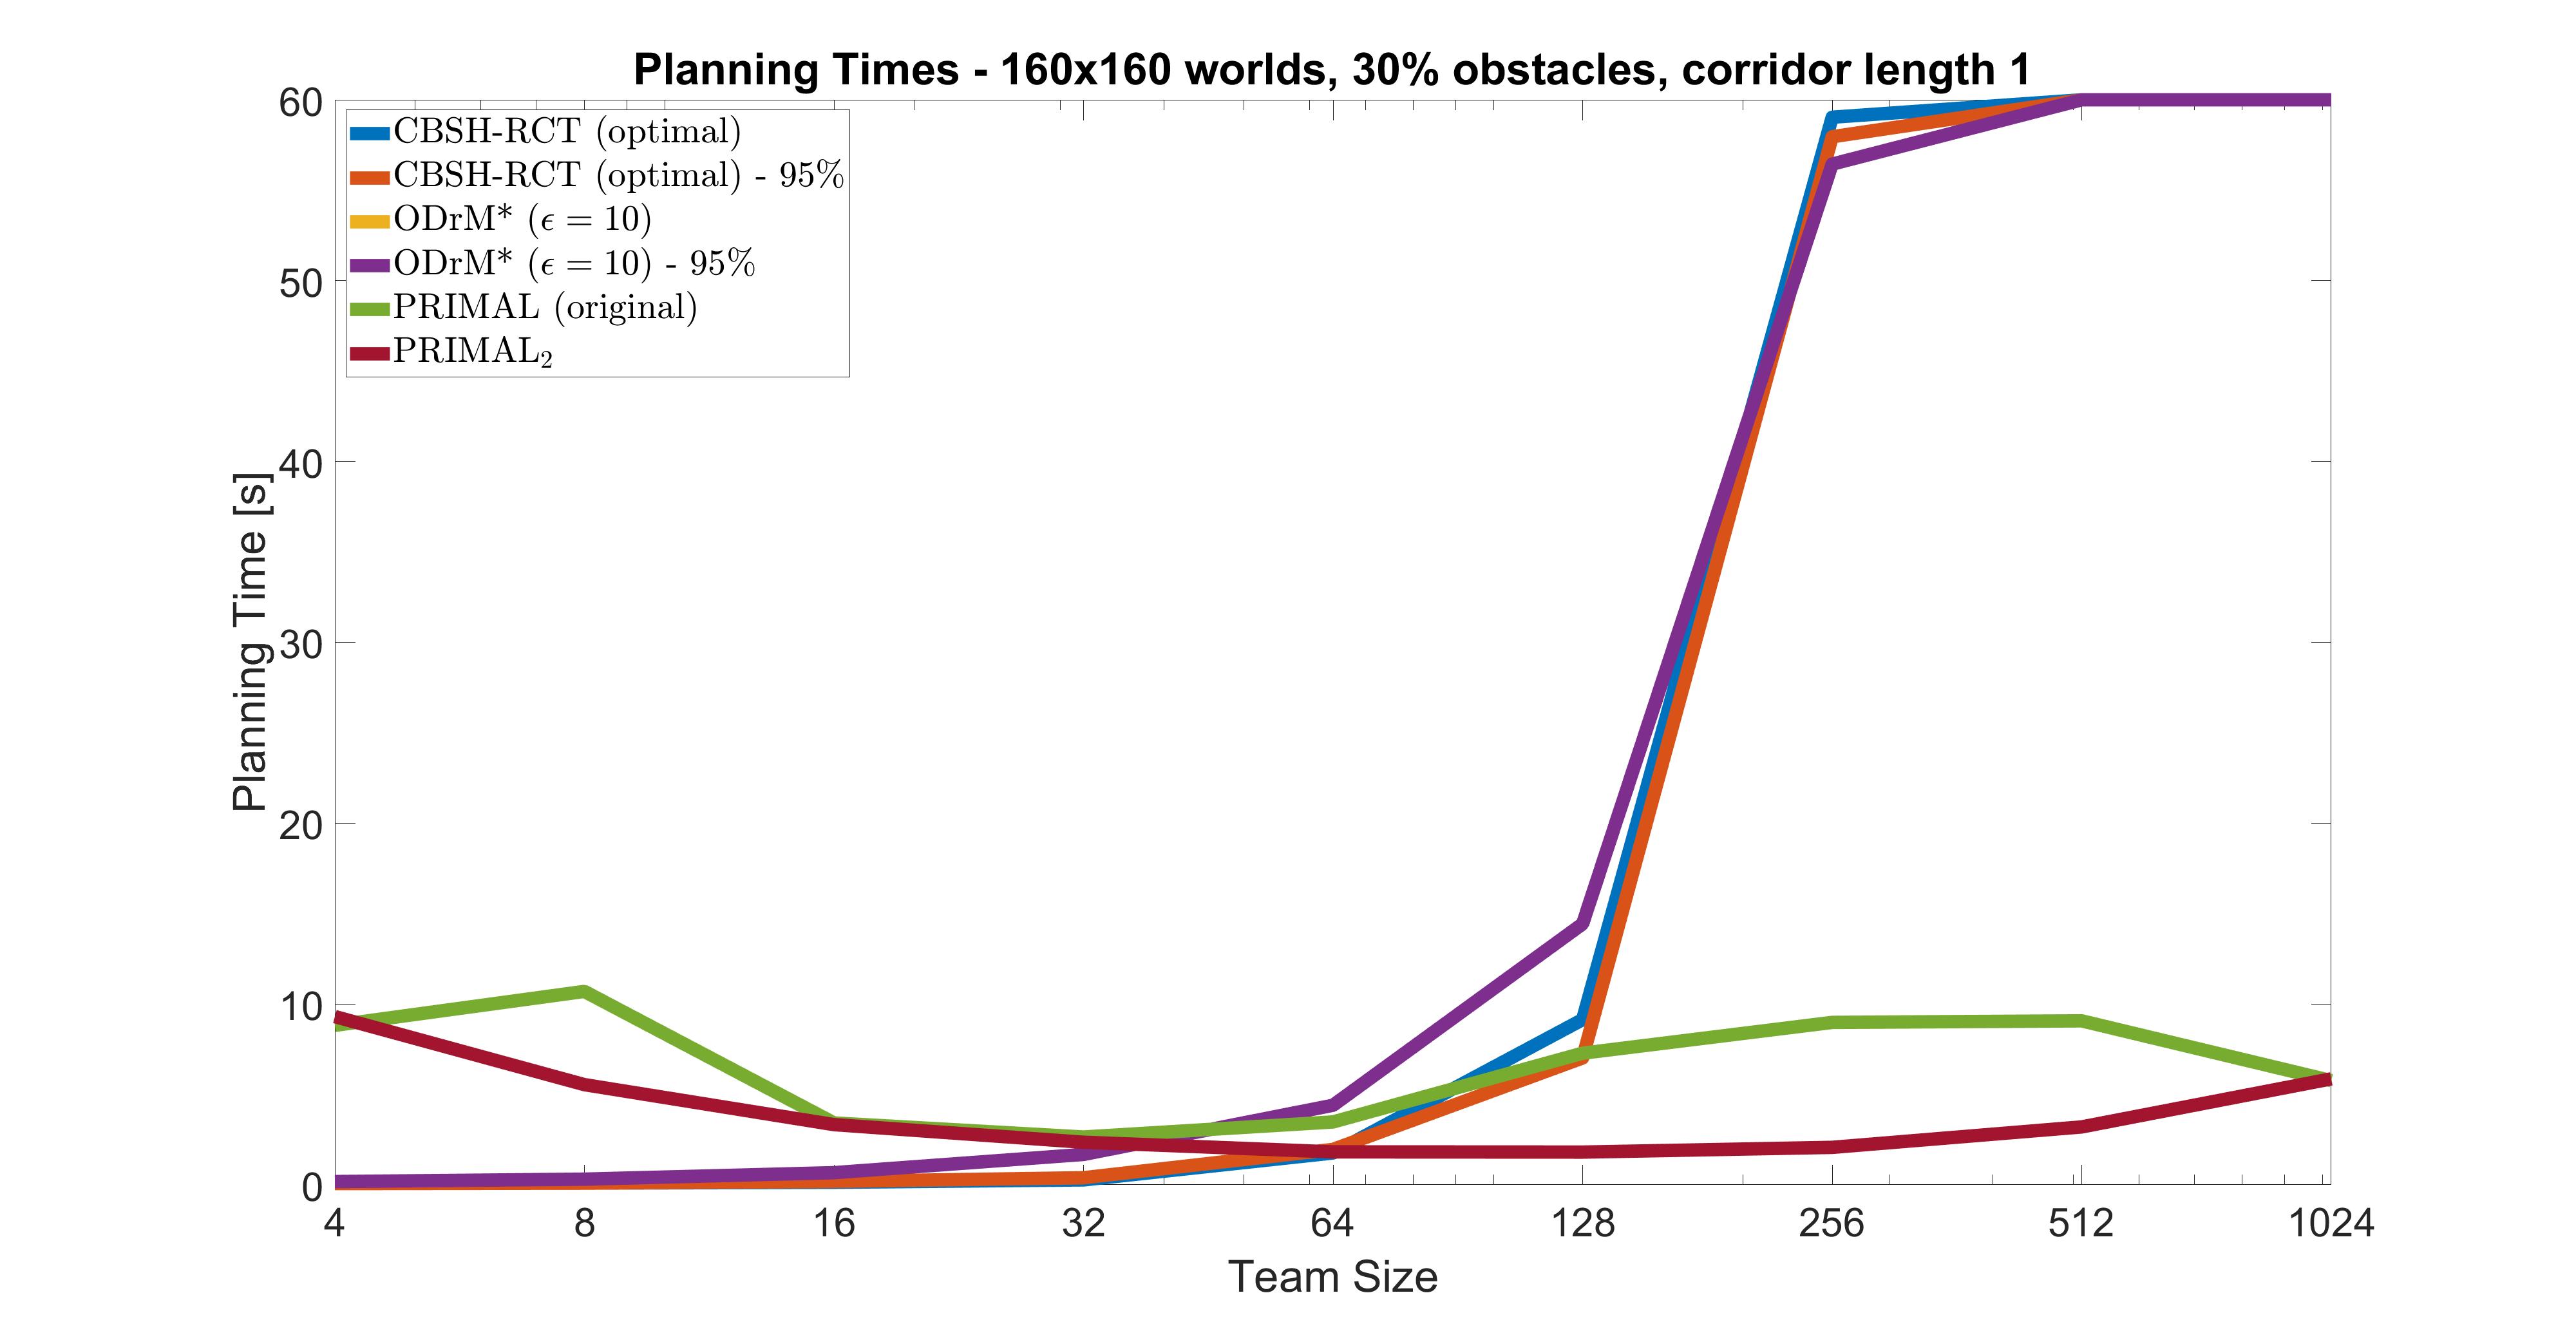 Planning Times - 160x160 worlds, 30% obstacles, corridor length 1
CBSH-RCT (optimal)
CBSH-RCT (optimal) - 95%
ODrM* (ϵ = 10)
ODrM* (ϵ = 10) - 95%
PRIMAL (original)
PRIMAL₂
Planning Time [s]
60
50
40
30
20
10
0
4 8 16 32 64 128 256 512 1024
Team Size